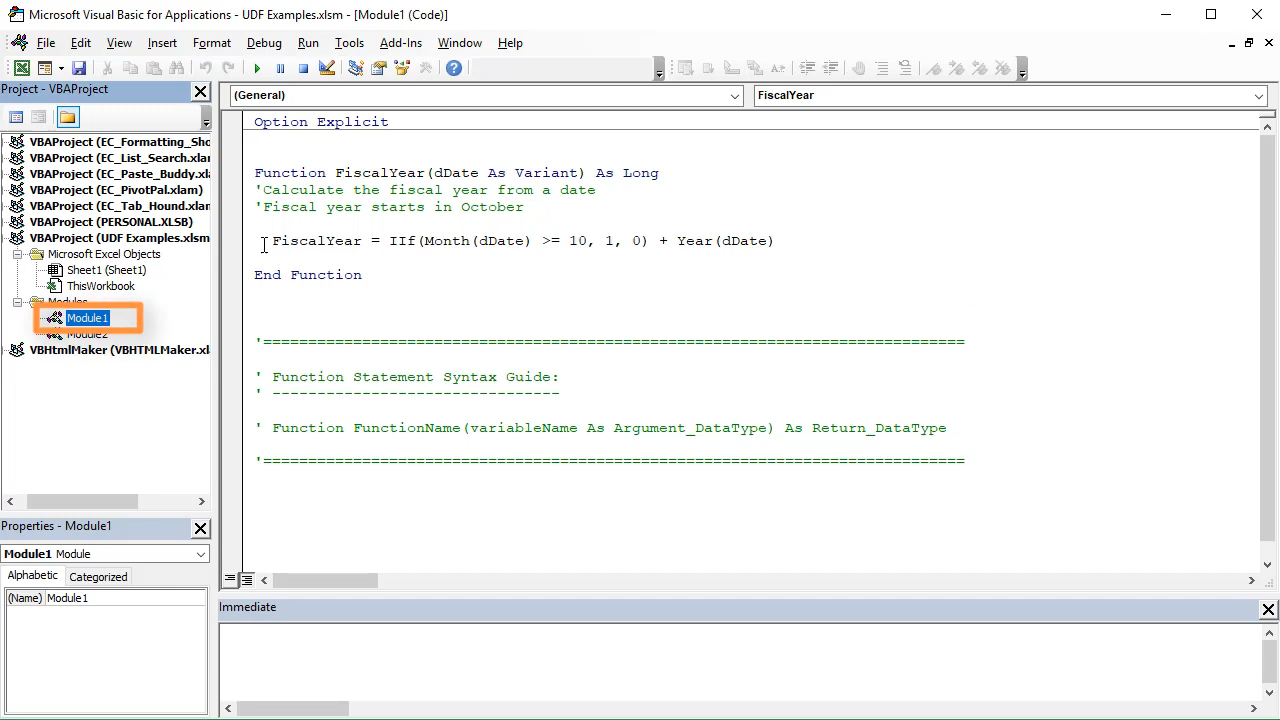 Microsoft Visual Basic for Applications - UDF Examples.xlsm - [Module1 (Code)]
File Edit View Insert Format Debug Run Tools Add-Ins Window Help
Project - VBAProject
(General)
FiscalYear
VBAProject (EC_Formatting_Sho
VBAProject (EC_List_Search.xlan
VBAProject (EC_Paste_Buddy.xla
VBAProject (EC_PivotPal.xlam)
VBAProject (EC_Tab_Hound.xlan
VBAProject (PERSONAL.XLSB)
VBAProject (UDF Examples.xlsm
Microsoft Excel Objects
Sheet1 (Sheet1)
ThisWorkbook
Modules
Module1
Module2
VBHtmlMaker (VBHTMLMaker.xl
Option Explicit
Function FiscalYear(dDate As Variant) As Long
'Calculate the fiscal year from a date
'Fiscal year starts in October
FiscalYear = IIf(Month(dDate) >= 10, 1, 0) + Year(dDate)
End Function
'==============================================================================
' Function Statement Syntax Guide:
' --------------------------------
' Function FunctionName(variableName As Argument_DataType) As Return_DataType
'==============================================================================
Properties - Module1
Module1 Module
Alphabetic Categorized
(Name) Module1
Immediate